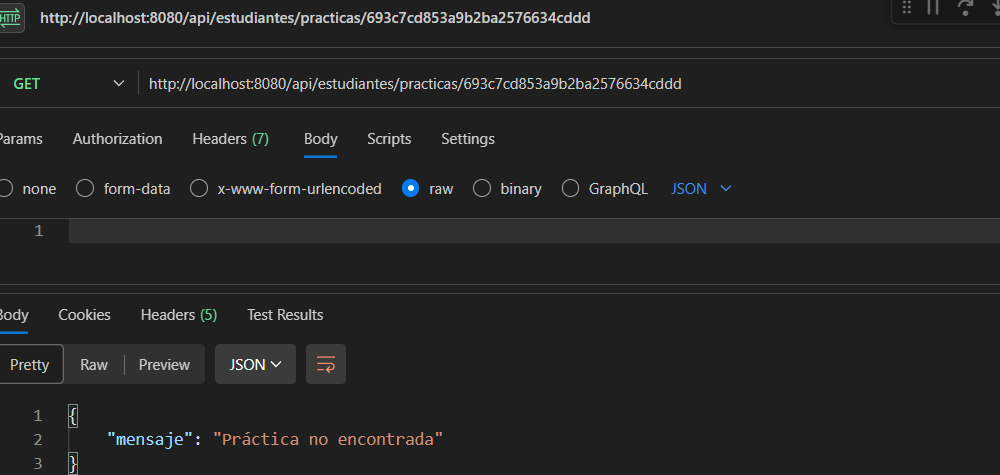 HTTP http://localhost:8080/api/estudiantes/practicas/693c7cd853a9b2ba2576634cddd
GET http://localhost:8080/api/estudiantes/practicas/693c7cd853a9b2ba2576634cddd
Params Authorization Headers (7) Body Scripts Settings
none form-data x-www-form-urlencoded raw binary GraphQL JSON
1
Body Cookies Headers (5) Test Results
Pretty Raw Preview JSON
1 {
2 "mensaje": "Práctica no encontrada"
3 }